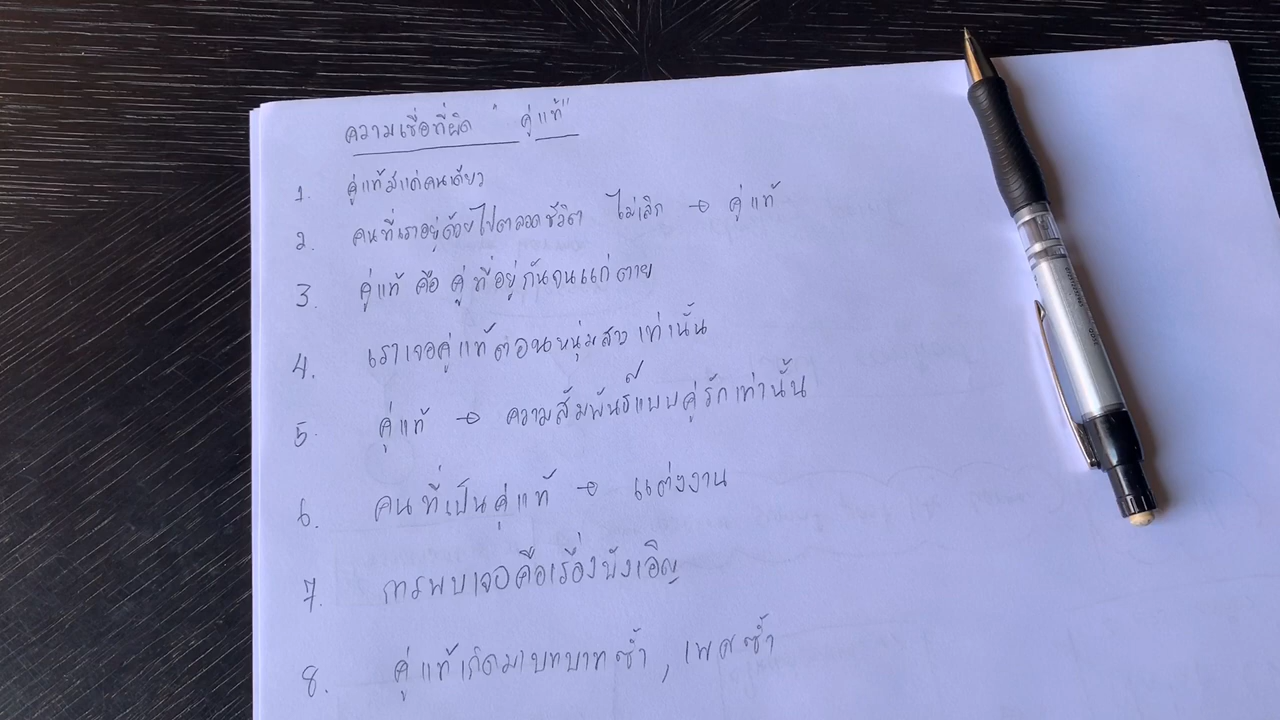 ความเชื่อที่ผิด "คู่แท้"
1. คู่แท้มีแต่คนเดียว
2. คนที่เราอยู่ด้วยไปตลอดชีวิต ไม่เลิก → คู่แท้
3. คู่แท้ คือ คู่ที่อยู่กันจนแก่ตาย
4. เราเจอคู่แท้ตอนหนุ่มสาวเท่านั้น
5. คู่แท้ → ความสัมพันธ์แบบคู่รักเท่านั้น
6. คนที่เป็นคู่แท้ → แต่งงาน
7. การพบเจอคือเรื่องบังเอิญ
8. คู่แท้เกิดมาบทบาทซ้ำ, เพศซ้ำ